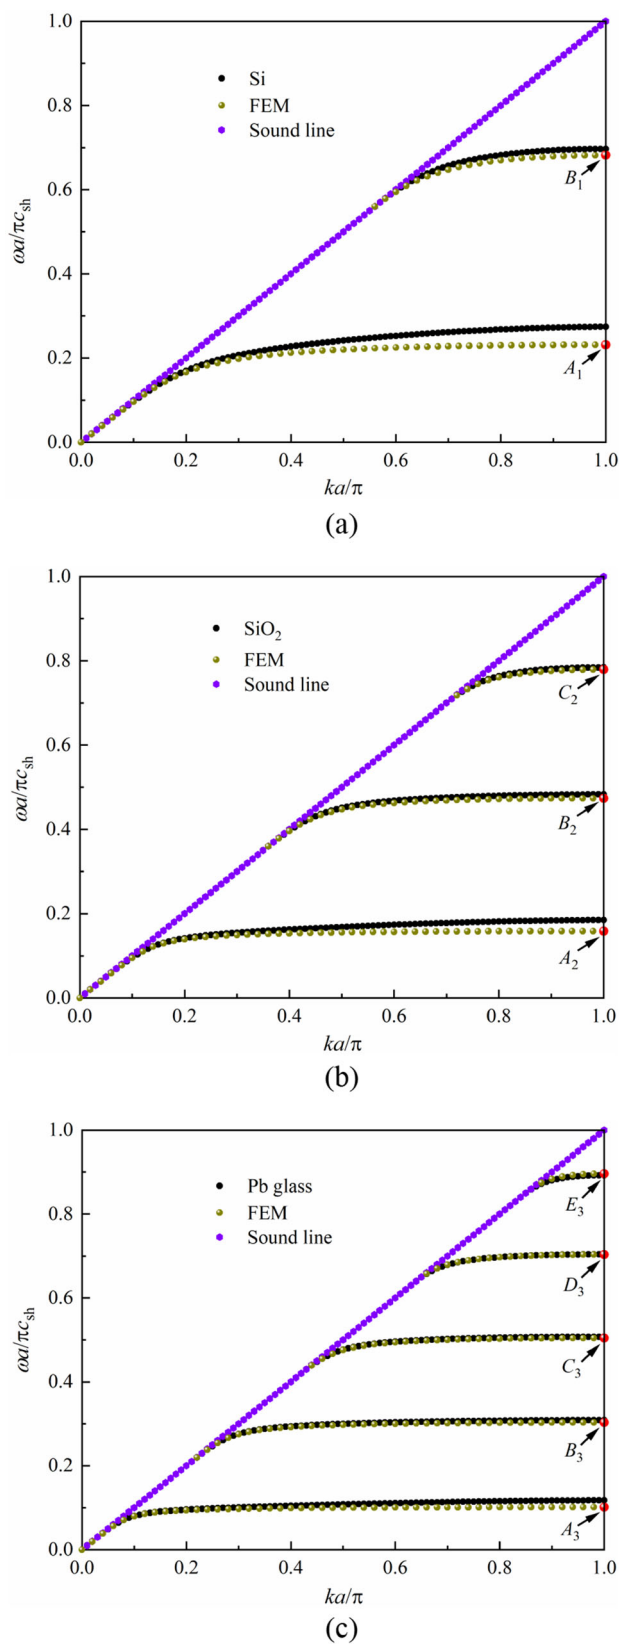 1.0
0.8
0.6
0.4
0.2
0.0
ωa/πc_sh
Si
FEM
Sound line
B₁
A₁
0.0 0.2 0.4 0.6 0.8 1.0
ka/π
(a)
1.0
0.8
0.6
0.4
0.2
0.0
ωa/πc_sh
SiO₂
FEM
Sound line
C₂
B₂
A₂
0.0 0.2 0.4 0.6 0.8 1.0
ka/π
(b)
1.0
0.8
0.6
0.4
0.2
0.0
ωa/πc_sh
Pb glass
FEM
Sound line
E₃
D₃
C₃
B₃
A₃
0.0 0.2 0.4 0.6 0.8 1.0
ka/π
(c)